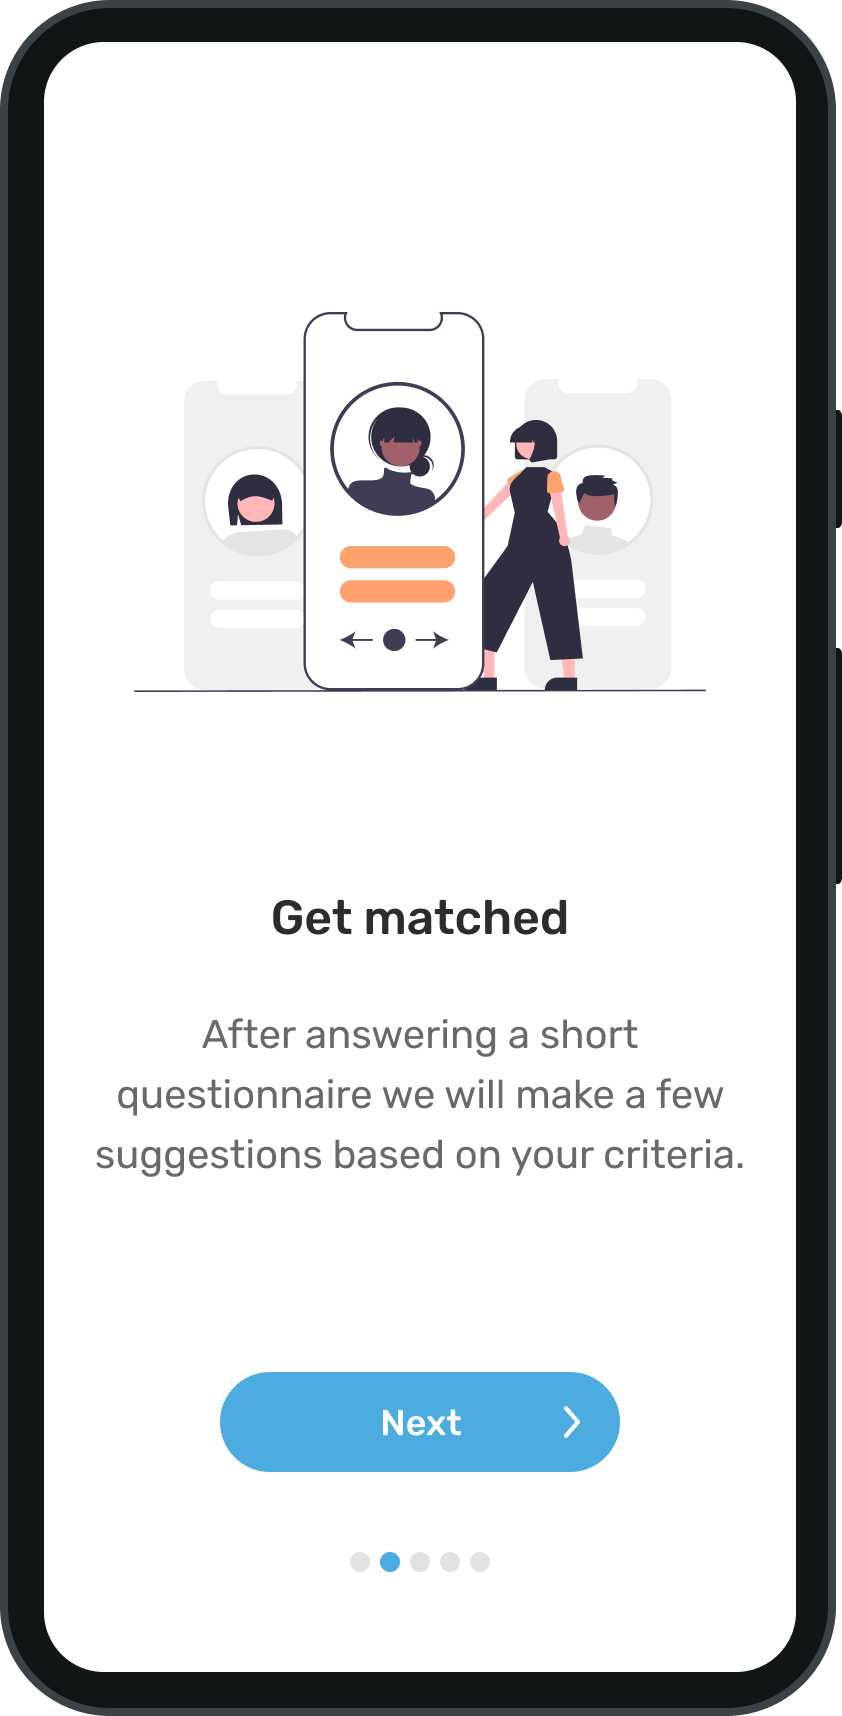 Get matched
After answering a short
questionnaire we will make a few
suggestions based on your criteria.
Next